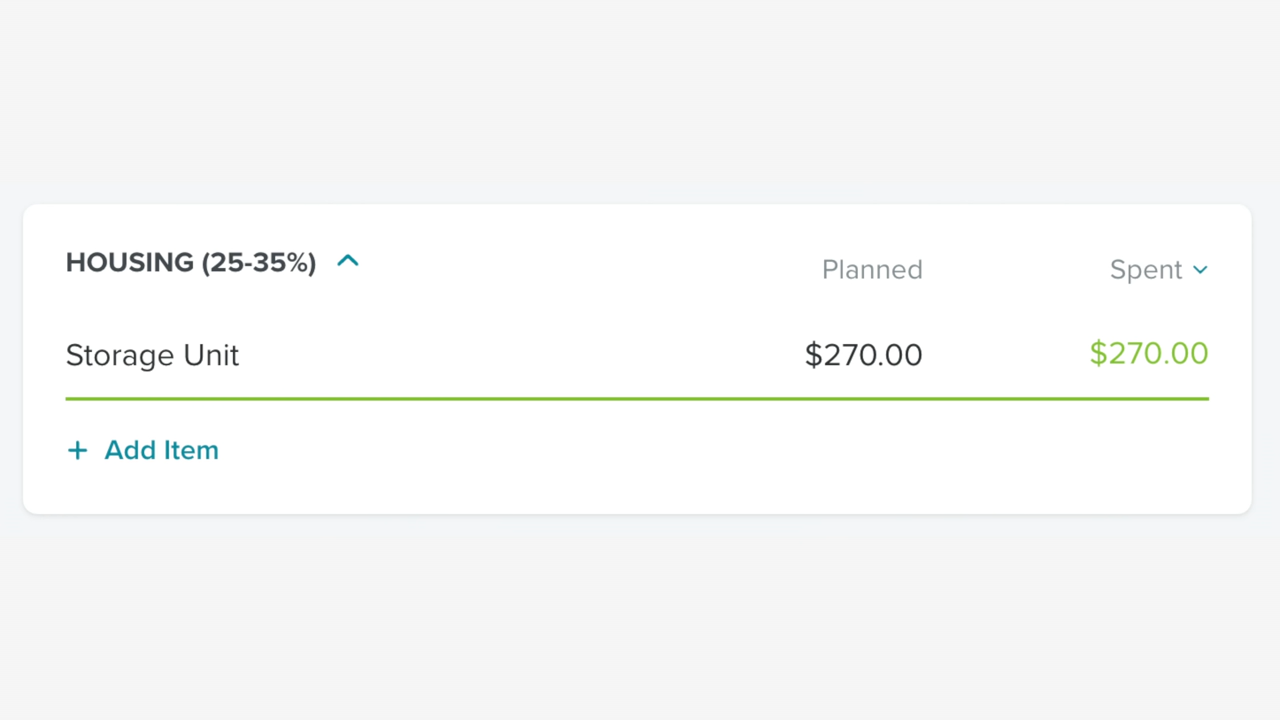 HOUSING (25-35%) Planned Spent
Storage Unit $270.00 $270.00
+ Add Item